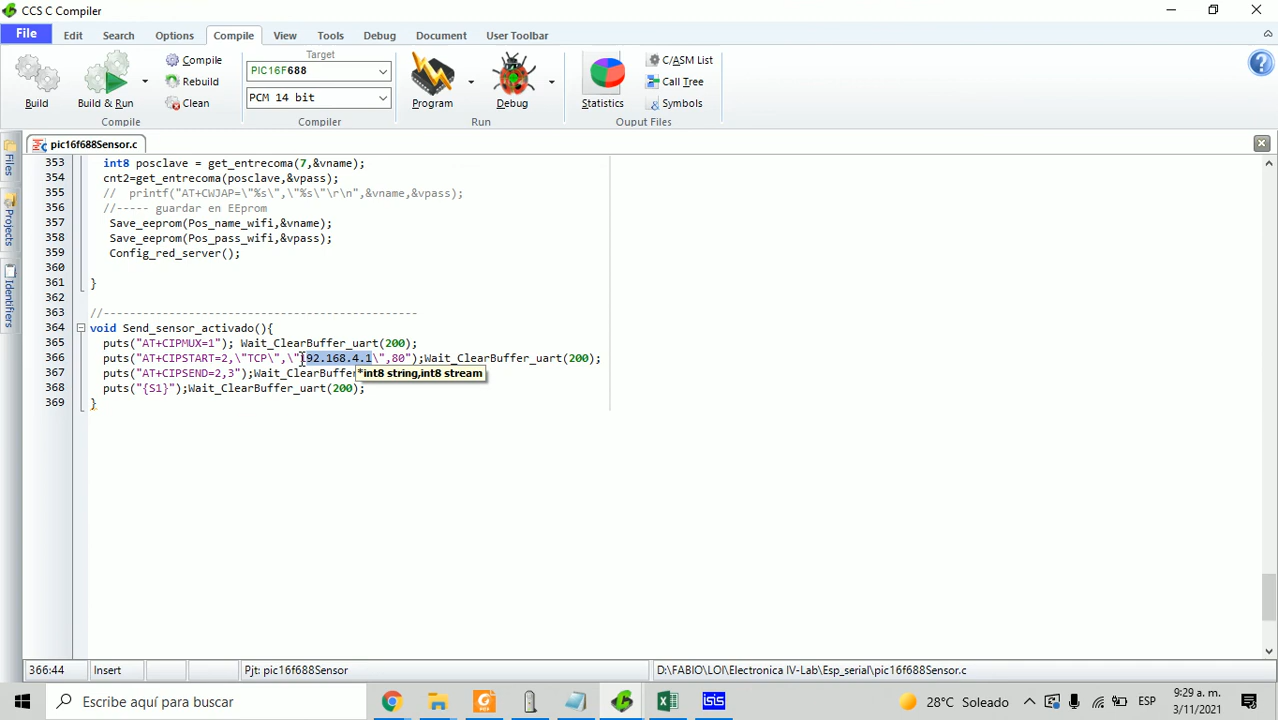 CCS C Compiler
File Edit Search Options Compile View Tools Debug Document User Toolbar
Build
Build & Run
Compile
Rebuild
Clean
Compile
Target
PIC16F688
PCM 14 bit
Compiler
Program
Debug
Run
Statistics
C/ASM List
Call Tree
Symbols
Ouput Files
pic16f688Sensor.c
Files
Projects
Identifiers
353 int8 posclave = get_entrecoma(7,&vname);
354 cnt2=get_entrecoma(posclave,&vpass);
355 // printf("AT+CWJAP=\"%s\",\"%s\"\r\n",&vname,&vpass);
356 //----- guardar en EEprom
357 Save_eeprom(Pos_name_wifi,&vname);
358 Save_eeprom(Pos_pass_wifi,&vpass);
359 Config_red_server();
360
361 }
362
363 //------------------------------------------------
364 void Send_sensor_activado(){
365 puts("AT+CIPMUX=1"); Wait_ClearBuffer_uart(200);
366 puts("AT+CIPSTART=2,\"TCP\",\"192.168.4.1\",80");Wait_ClearBuffer_uart(200);
367 puts("AT+CIPSEND=2,3");Wait_ClearBuffer
*int8 string,int8 stream
368 puts("{S1}");Wait_ClearBuffer_uart(200);
369 }
366:44 Insert Pjt: pic16f688Sensor D:\FABIO\LOI\Electronica IV-Lab\Esp_serial\pic16f688Sensor.c
Escribe aquí para buscar
28°C Soleado
ESP
9:29 a. m.
3/11/2021